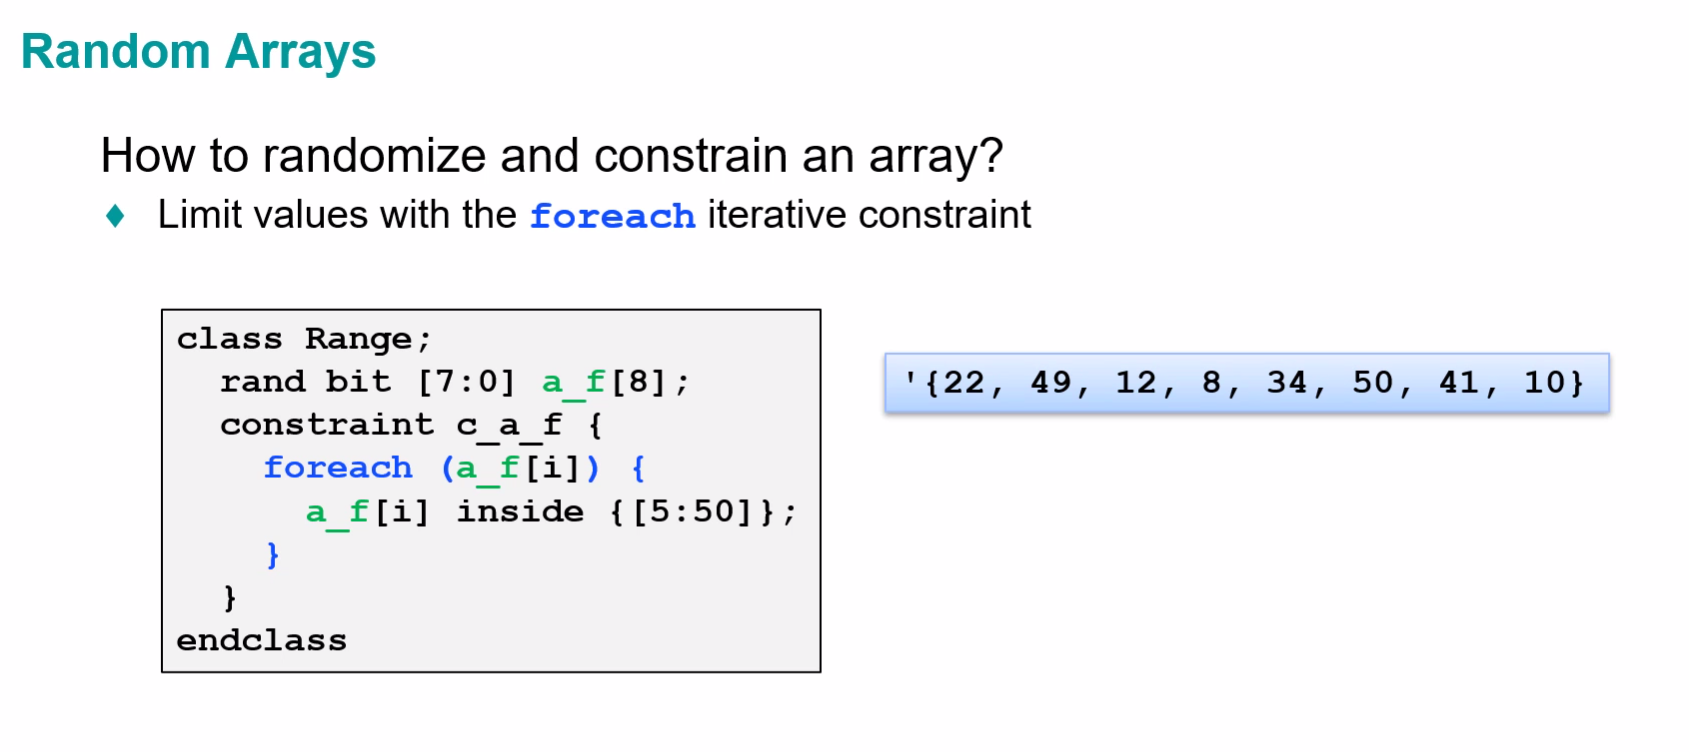 Random Arrays
How to randomize and constrain an array?
♦ Limit values with the foreach iterative constraint
class Range;
  rand bit [7:0] a_f[8];
  constraint c_a_f {
    foreach (a_f[i]) {
      a_f[i] inside {[5:50]};
    }
  }
endclass
'{22, 49, 12, 8, 34, 50, 41, 10}